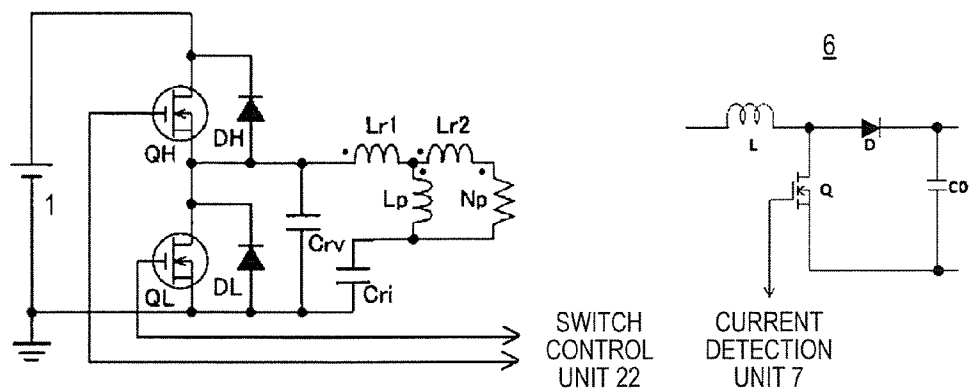 6
QH
DH
Lr1
Lr2
L
D
1
Lp
Np
Q
C0
QL
DL
Crv
Cri
SWITCH
CONTROL
UNIT 22
CURRENT
DETECTION
UNIT 7